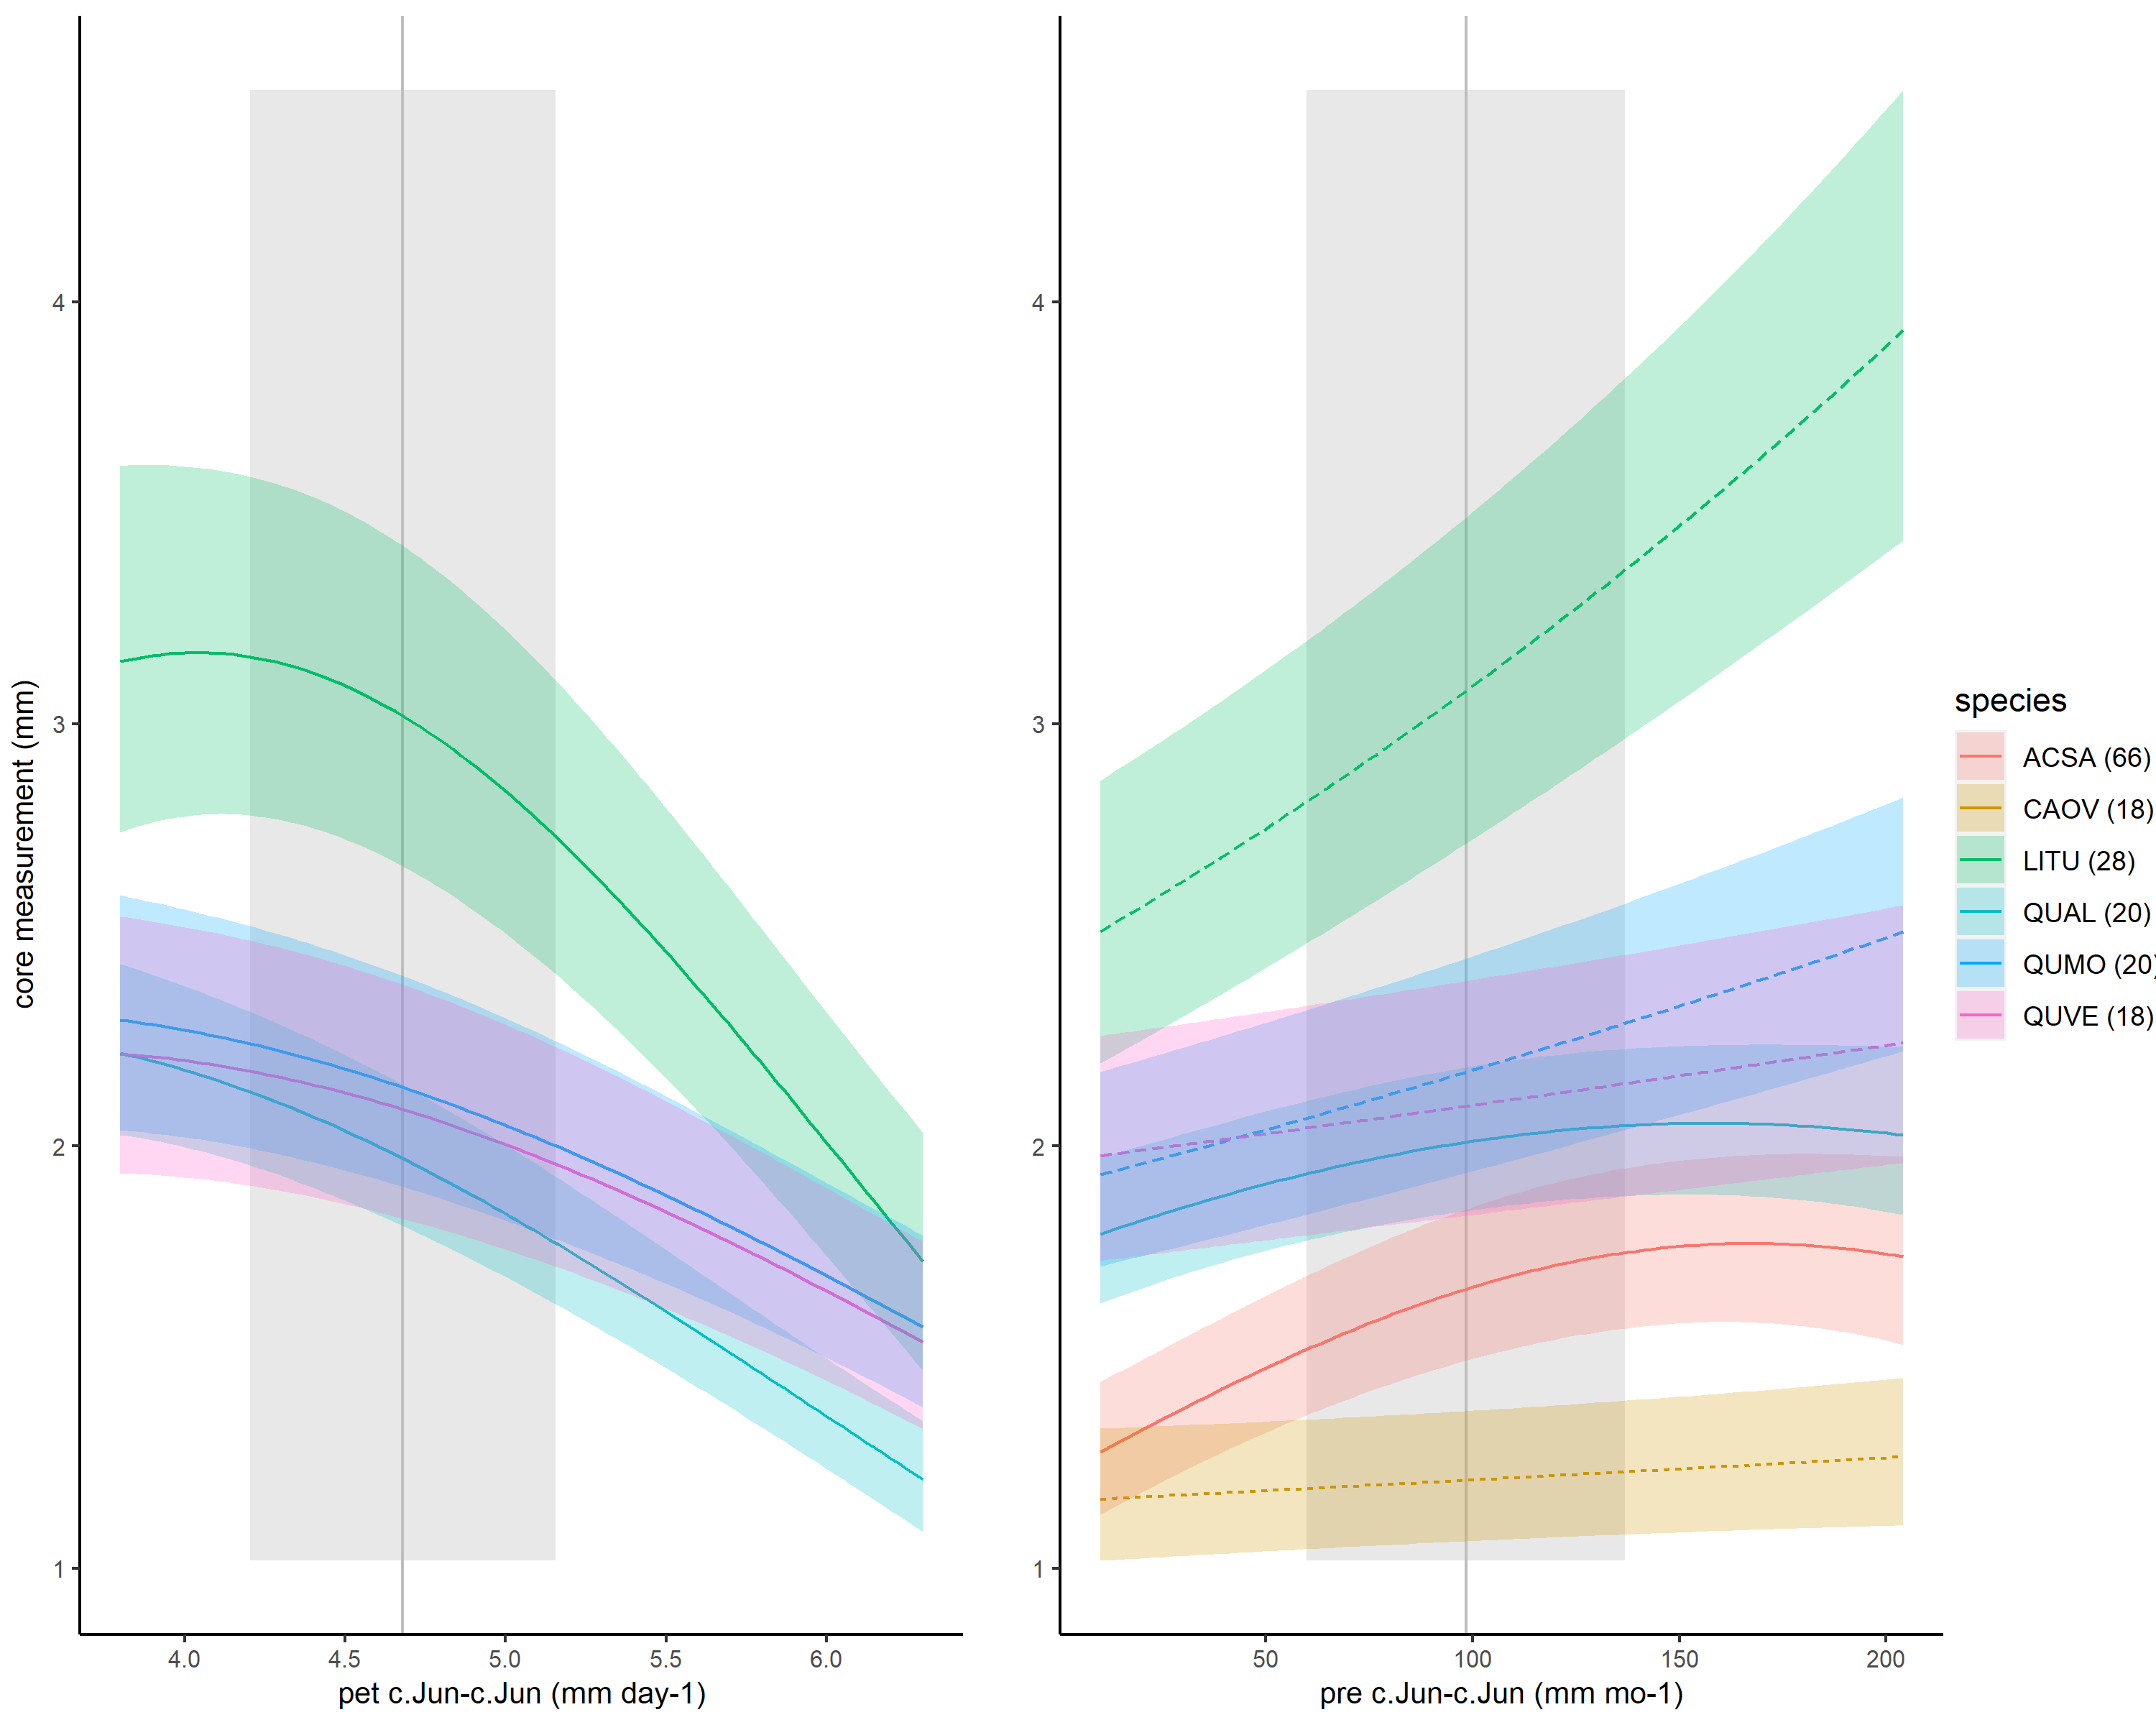 core measurement (mm)
4
3
2
1
4.0 4.5 5.0 5.5 6.0
pet c.Jun-c.Jun (mm day-1)
4
3
2
1
50 100 150 200
pre c.Jun-c.Jun (mm mo-1)
species
ACSA (66)
CAOV (18)
LITU (28)
QUAL (20)
QUMO (20)
QUVE (18)